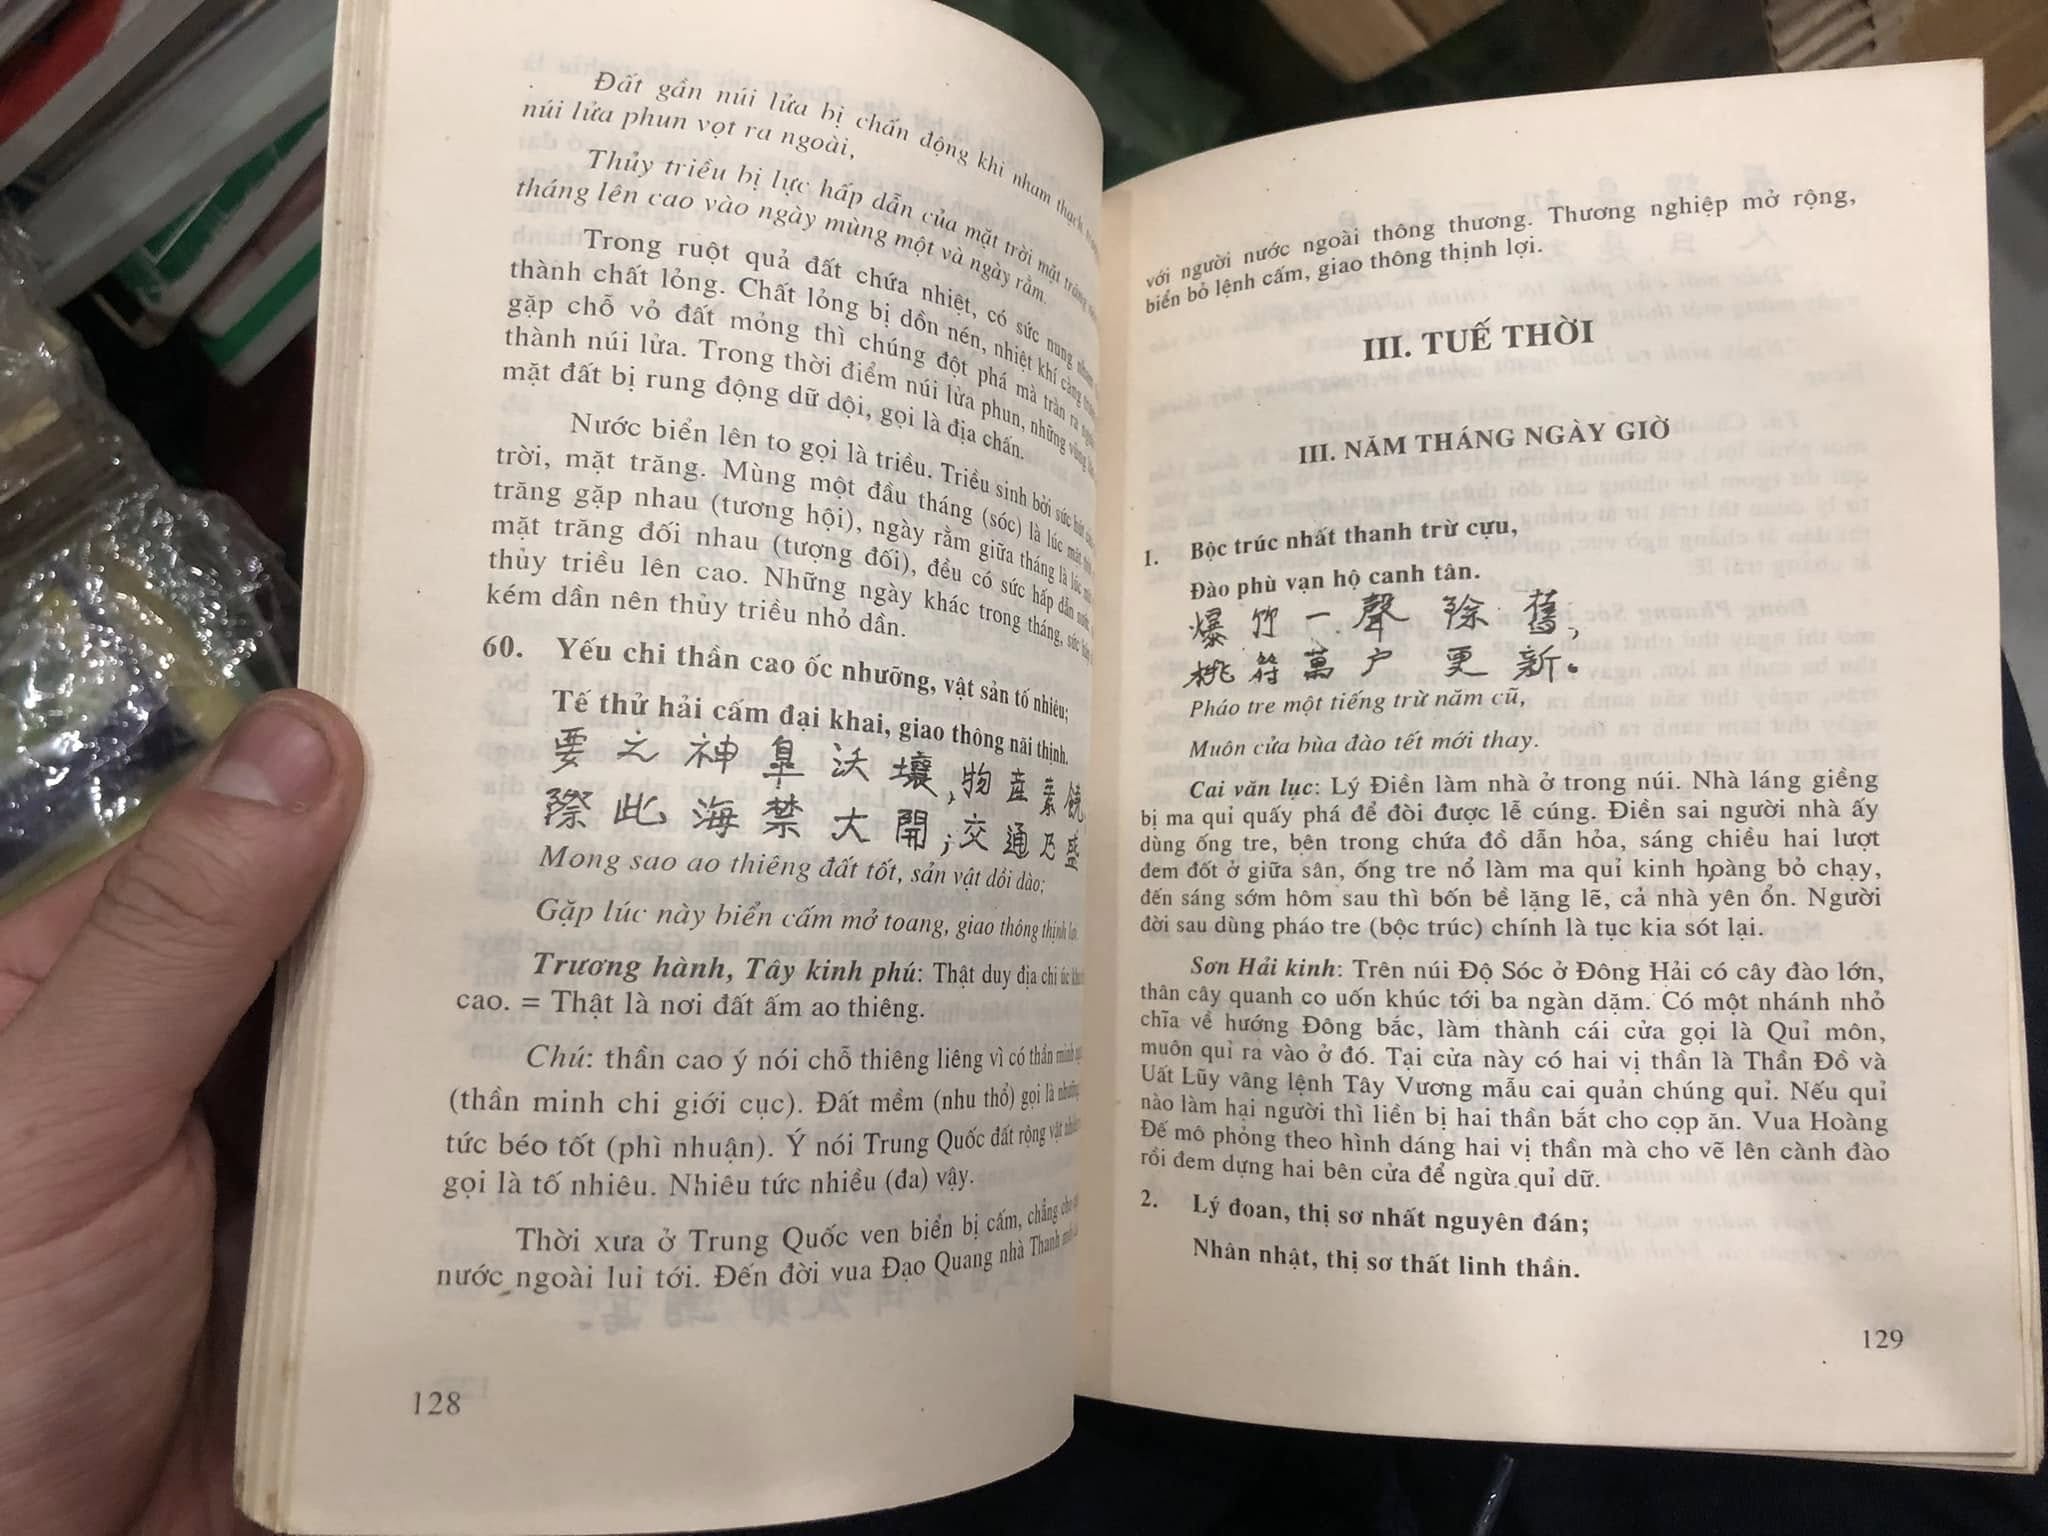 Đất gần núi lửa bị chấn động khi nham thạch
núi lửa phun vọt ra ngoài,
Thủy triều bị lực hấp dẫn của mặt trời mặt trăng
tháng lên cao vào ngày mùng một và ngày rằm.
Trong ruột quả đất chứa nhiệt, có sức nung
thành chất lỏng. Chất lỏng bị dồn nén, nhiệt khí càng
gặp chỗ vỏ đất mỏng thì chúng đột phá mà tràn ra
thành núi lửa. Trong thời điểm núi lửa phun, những vùng
mặt đất bị rung động dữ dội, gọi là địa chấn.
Nước biển lên to gọi là triều. Triều sinh bởi sức
trời, mặt trăng. Mùng một đầu tháng (sóc) là lúc mặt
trăng gặp nhau (tương hội), ngày rằm giữa tháng là lúc
mặt trăng đối nhau (tượng đối), đều có sức hấp dẫn nước
thủy triều lên cao. Những ngày khác trong tháng, sức
kém dần nên thủy triều nhỏ dần.
60. Yếu chi thần cao ốc nhưỡng, vật sản tố nhiêu;
Tế thử hải cấm đại khai, giao thông nãi thịnh.
要之神臯沃壤,物産素饒
際此海禁大開;交通乃盛
Mong sao ao thiêng đất tốt, sản vật dồi dào;
Gặp lúc này biển cấm mở toang, giao thông thịnh lợi.
Trương hành, Tây kinh phú: Thật duy địa chi úc
cao. = Thật là nơi đất ấm ao thiêng.
Chú: thần cao ý nói chỗ thiêng liêng vì có thần minh
(thần minh chi giới cục). Đất mềm (nhu thổ) gọi là nhưỡng
tức béo tốt (phì nhuận). Ý nói Trung Quốc đất rộng vật
gọi là tố nhiêu. Nhiêu tức nhiều (đa) vậy.
Thời xưa ở Trung Quốc ven biển bị cấm, chẳng cho
nước ngoài lui tới. Đến đời vua Đạo Quang nhà Thanh
128
với người nước ngoài thông thương. Thương nghiệp mở rộng,
biển bỏ lệnh cấm, giao thông thịnh lợi.
III. TUẾ THỜI
III. NĂM THÁNG NGÀY GIỜ
1. Bộc trúc nhất thanh trừ cựu,
Đào phù vạn hộ canh tân.
爆竹一聲除舊,
桃符萬户更新。
Pháo tre một tiếng trừ năm cũ,
Muôn cửa bùa đào tết mới thay.
Cai văn lục: Lý Điền làm nhà ở trong núi. Nhà láng giềng
bị ma quỉ quấy phá để đòi được lễ cúng. Điền sai người nhà ấy
dùng ống tre, bên trong chứa đồ dẫn hỏa, sáng chiều hai lượt
đem đốt ở giữa sân, ống tre nổ làm ma quỉ kinh hoàng bỏ chạy,
đến sáng sớm hôm sau thì bốn bề lặng lẽ, cả nhà yên ổn. Người
đời sau dùng pháo tre (bộc trúc) chính là tục kia sót lại.
Sơn Hải kinh: Trên núi Độ Sóc ở Đông Hải có cây đào lớn,
thân cây quanh co uốn khúc tới ba ngàn dặm. Có một nhánh nhỏ
chĩa về hướng Đông bắc, làm thành cái cửa gọi là Quỉ môn,
muôn quỉ ra vào ở đó. Tại cửa này có hai vị thần là Thần Đồ và
Uất Lũy vâng lệnh Tây Vương mẫu cai quản chúng quỉ. Nếu quỉ
nào làm hại người thì liền bị hai thần bắt cho cọp ăn. Vua Hoàng
Đế mô phỏng theo hình dáng hai vị thần mà cho vẽ lên cành đào
rồi đem dựng hai bên cửa để ngừa quỉ dữ.
2. Lý đoan, thị sơ nhất nguyên đán;
Nhân nhật, thị sơ thất linh thần.
129